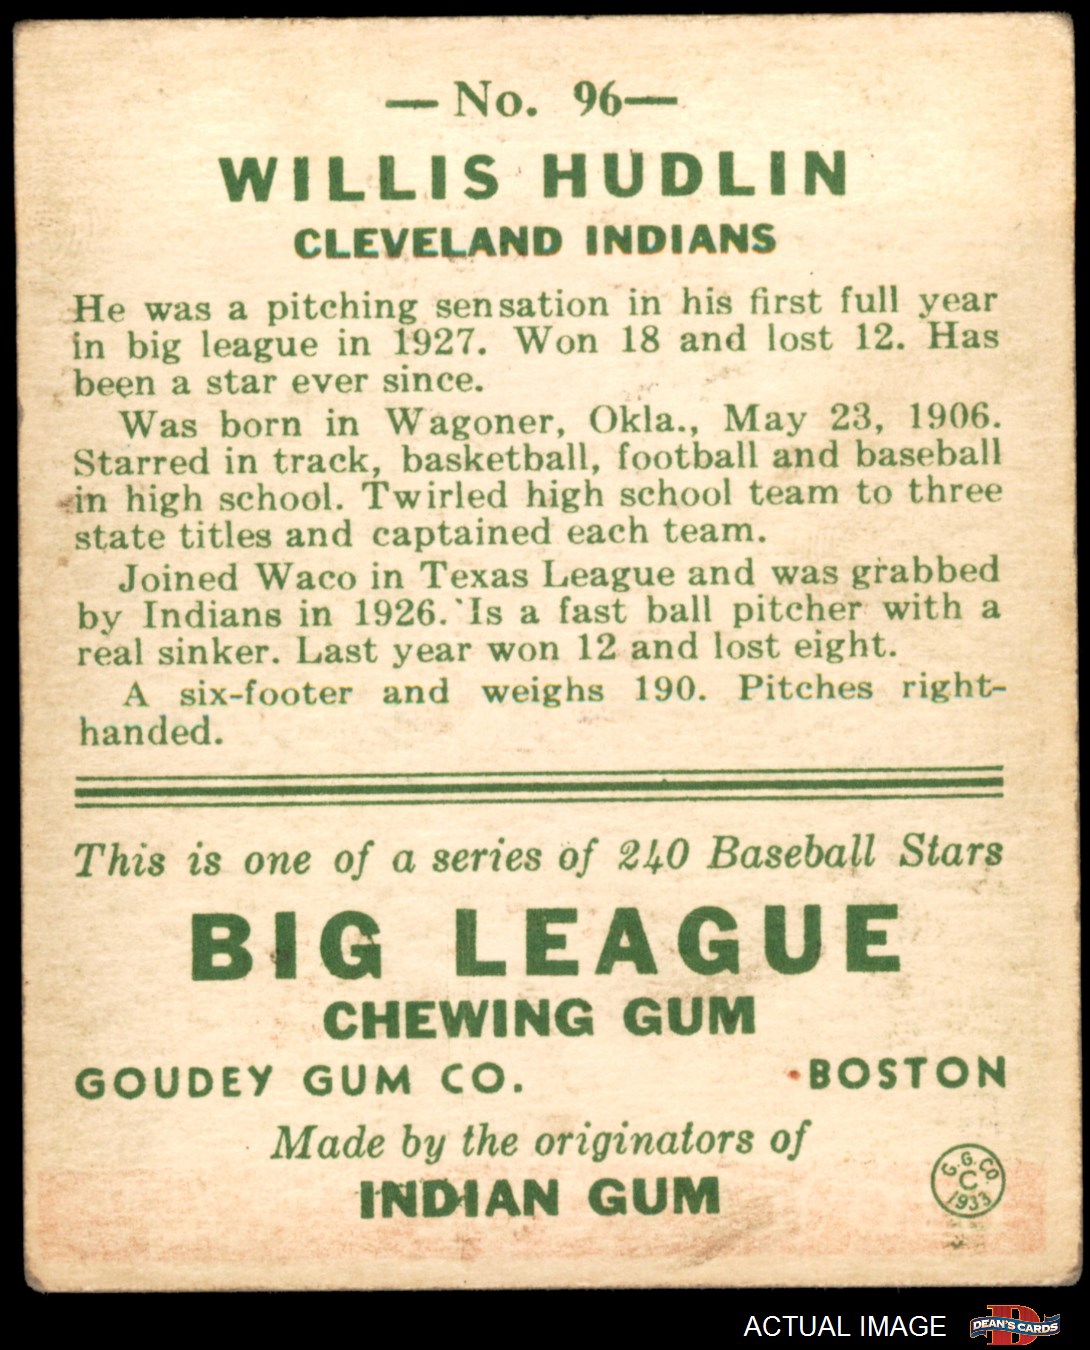 — No. 96—
WILLIS HUDLIN
CLEVELAND INDIANS
He was a pitching sensation in his first full year
in big league in 1927. Won 18 and lost 12. Has
been a star ever since.
Was born in Wagoner, Okla., May 23, 1906.
Starred in track, basketball, football and baseball
in high school. Twirled high school team to three
state titles and captained each team.
Joined Waco in Texas League and was grabbed
by Indians in 1926. Is a fast ball pitcher with a
real sinker. Last year won 12 and lost eight.
A six-footer and weighs 190. Pitches right-
handed.
This is one of a series of 240 Baseball Stars
BIG LEAGUE
CHEWING GUM
GOUDEY GUM CO. BOSTON
Made by the originators of
INDIAN GUM
G. G. CO.
C
1933
ACTUAL IMAGE
D
DEAN'S CARDS